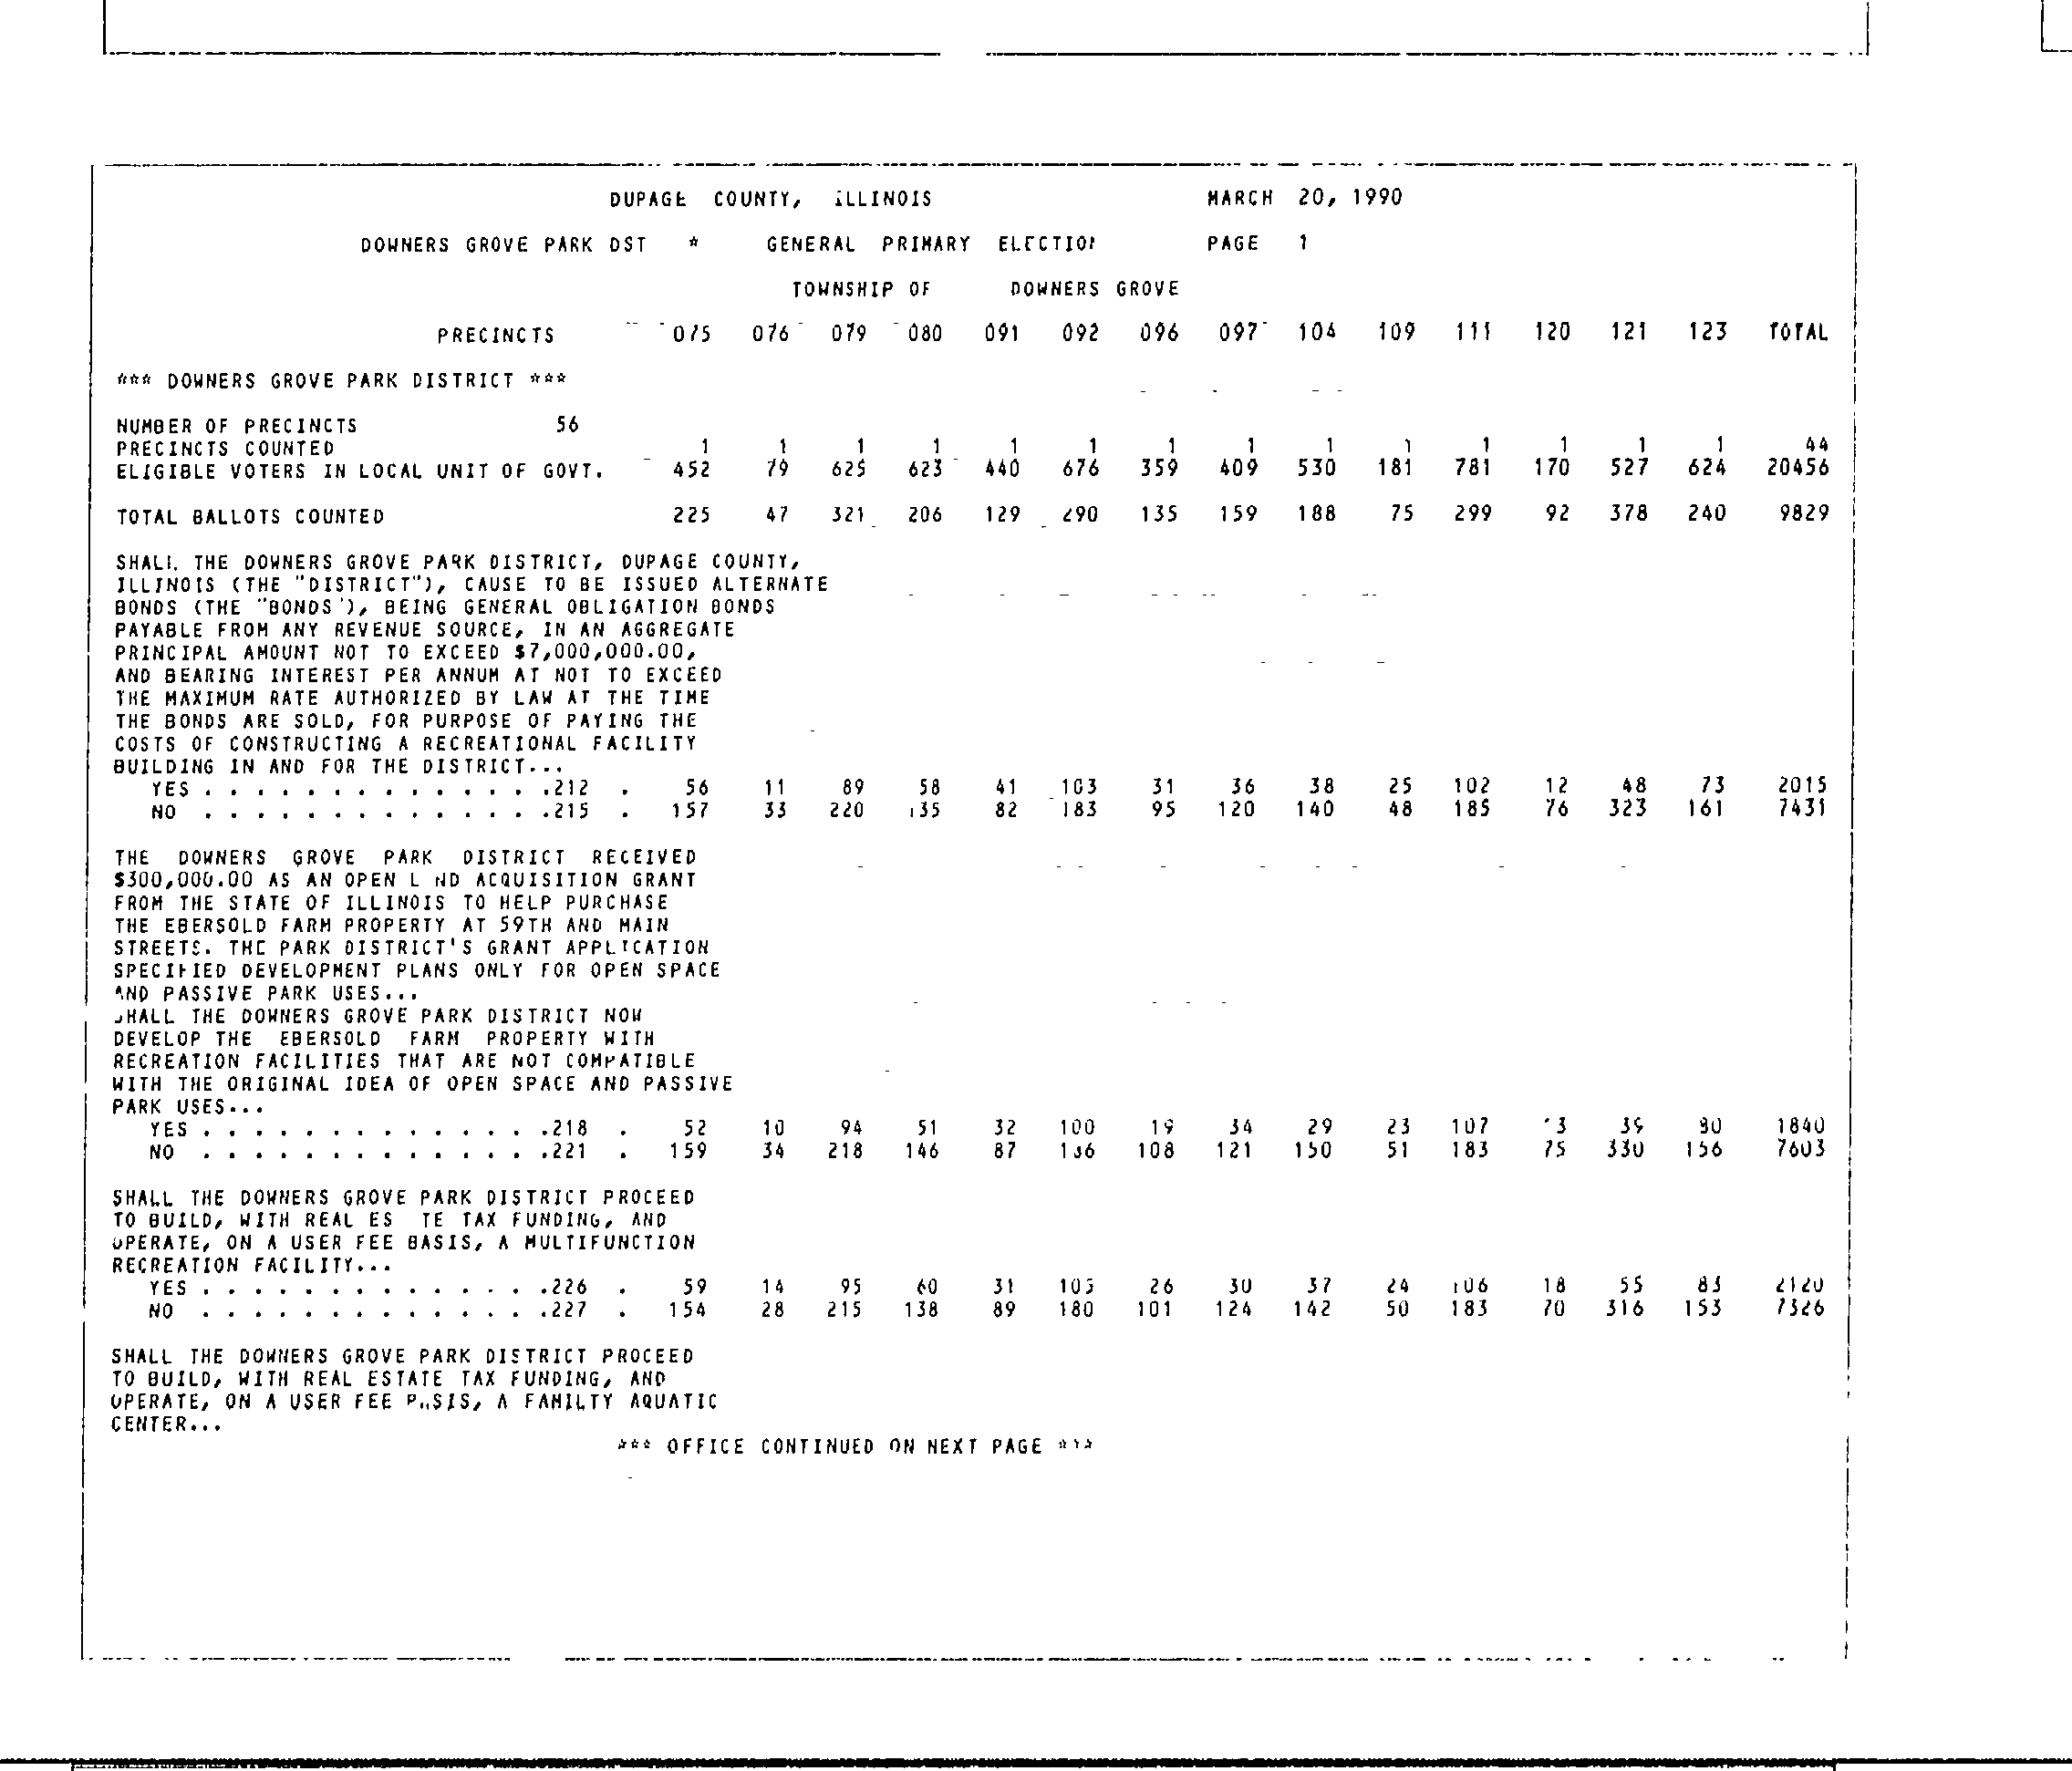 DUPAGE COUNTY, ILLINOIS MARCH 20, 1990
DOWNERS GROVE PARK DST * GENERAL PRIMARY ELECTION PAGE 1
TOWNSHIP OF DOWNERS GROVE
PRECINCTS 075 076 079 080 091 092 096 097 104 109 111 120 121 123 TOTAL
*** DOWNERS GROVE PARK DISTRICT ***
NUMBER OF PRECINCTS 56
PRECINCTS COUNTED 1 1 1 1 1 1 1 1 1 1 1 1 1 1 44
ELIGIBLE VOTERS IN LOCAL UNIT OF GOVT. 452 79 625 623 440 676 359 409 530 181 781 170 527 624 20456
TOTAL BALLOTS COUNTED 225 47 321 206 129 290 135 159 188 75 299 92 378 240 9829
SHALL THE DOWNERS GROVE PARK DISTRICT, DUPAGE COUNTY,
ILLINOIS (THE "DISTRICT"), CAUSE TO BE ISSUED ALTERNATE
BONDS (THE "BONDS"), BEING GENERAL OBLIGATION BONDS
PAYABLE FROM ANY REVENUE SOURCE, IN AN AGGREGATE
PRINCIPAL AMOUNT NOT TO EXCEED $7,000,000.00,
AND BEARING INTEREST PER ANNUM AT NOT TO EXCEED
THE MAXIMUM RATE AUTHORIZED BY LAW AT THE TIME
THE BONDS ARE SOLD, FOR PURPOSE OF PAYING THE
COSTS OF CONSTRUCTING A RECREATIONAL FACILITY
BUILDING IN AND FOR THE DISTRICT...
YES . . . . . . . . . . . . . .212 . 56 11 89 58 41 103 31 36 38 25 102 12 48 73 2015
NO . . . . . . . . . . . . . .215 . 157 33 220 135 82 183 95 120 140 48 185 76 323 161 7431
THE DOWNERS GROVE PARK DISTRICT RECEIVED
$300,000.00 AS AN OPEN LAND ACQUISITION GRANT
FROM THE STATE OF ILLINOIS TO HELP PURCHASE
THE EBERSOLD FARM PROPERTY AT 59TH AND MAIN
STREETS. THE PARK DISTRICT'S GRANT APPLICATION
SPECIFIED DEVELOPMENT PLANS ONLY FOR OPEN SPACE
AND PASSIVE PARK USES...
SHALL THE DOWNERS GROVE PARK DISTRICT NOW
DEVELOP THE EBERSOLD FARM PROPERTY WITH
RECREATION FACILITIES THAT ARE NOT COMPATIBLE
WITH THE ORIGINAL IDEA OF OPEN SPACE AND PASSIVE
PARK USES...
YES . . . . . . . . . . . . . .218 . 52 10 94 51 32 100 19 34 29 23 107 13 39 80 1840
NO . . . . . . . . . . . . . .221 . 159 34 218 146 87 186 108 121 150 51 183 75 330 156 7603
SHALL THE DOWNERS GROVE PARK DISTRICT PROCEED
TO BUILD, WITH REAL ESTATE TAX FUNDING, AND
OPERATE, ON A USER FEE BASIS, A MULTIFUNCTION
RECREATION FACILITY...
YES . . . . . . . . . . . . . .226 . 59 14 95 60 31 105 26 30 37 24 106 18 55 83 2120
NO . . . . . . . . . . . . . .227 . 154 28 215 138 89 180 101 124 142 50 183 70 316 153 7326
SHALL THE DOWNERS GROVE PARK DISTRICT PROCEED
TO BUILD, WITH REAL ESTATE TAX FUNDING, AND
OPERATE, ON A USER FEE BASIS, A FAMILTY AQUATIC
CENTER...
*** OFFICE CONTINUED ON NEXT PAGE ***